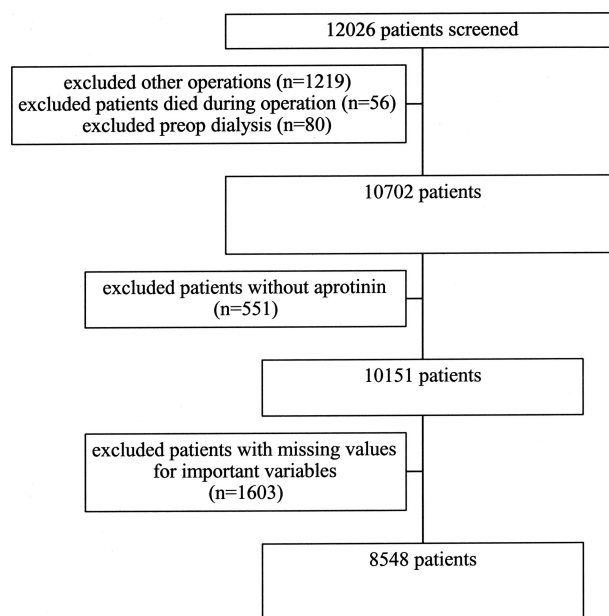 12026 patients screened
excluded other operations (n=1219)
excluded patients died during operation (n=56)
excluded preop dialysis (n=80)
10702 patients
excluded patients without aprotinin
(n=551)
10151 patients
excluded patients with missing values
for important variables
(n=1603)
8548 patients